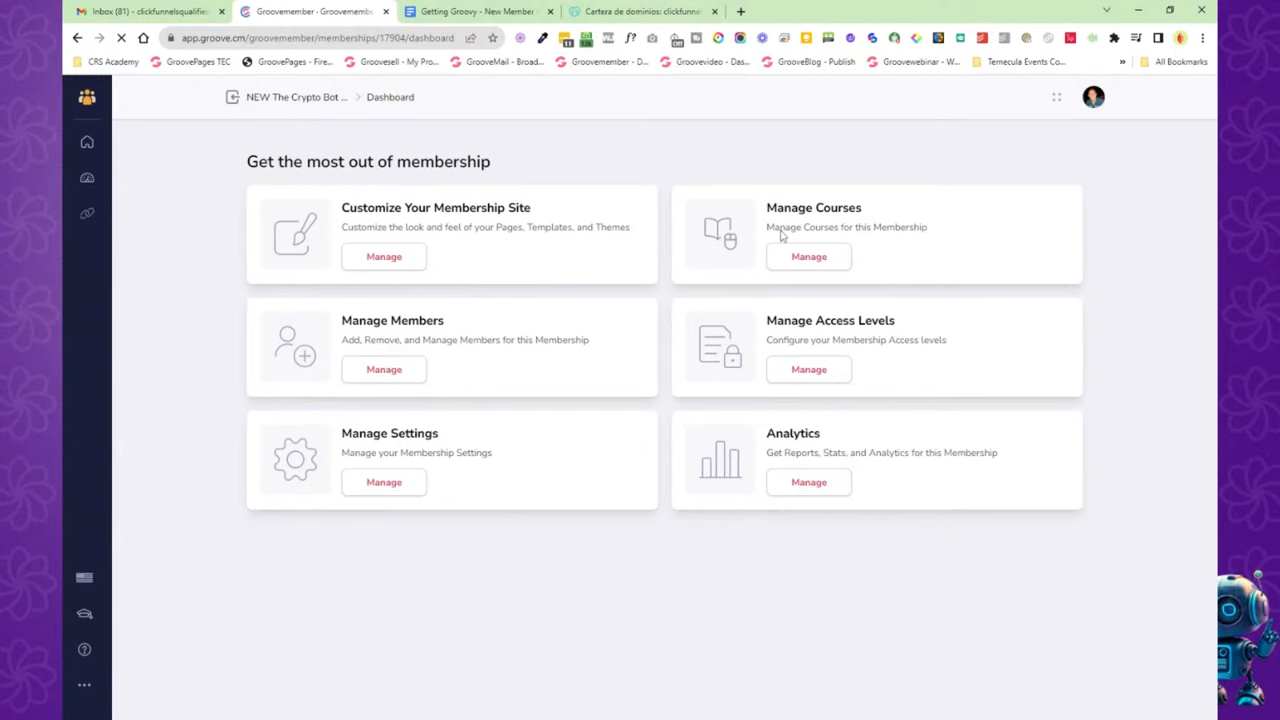 Inbox (81) - clickfunnelsqualifie
Groovemember - Groovememb
Getting Groovy - New Member
Cartera de dominios: clickfunne
app.groove.cm/groovemember/memberships/17904/dashboard
CRS Academy
GroovePages TEC
GroovePages - Fire...
Groovesell - My Pro...
GrooveMail - Broad...
Groovemember - D...
Groovevideo - Das...
GrooveBlog - Publish
Groovewebinar - W...
Temecula Events Co...
»
All Bookmarks
NEW The Crypto Bot ... > Dashboard
Get the most out of membership
Customize Your Membership Site
Customize the look and feel of your Pages, Templates, and Themes
Manage
Manage Courses
Manage Courses for this Membership
Manage
Manage Members
Add, Remove, and Manage Members for this Membership
Manage
Manage Access Levels
Configure your Membership Access levels
Manage
Manage Settings
Manage your Membership Settings
Manage
Analytics
Get Reports, Stats, and Analytics for this Membership
Manage